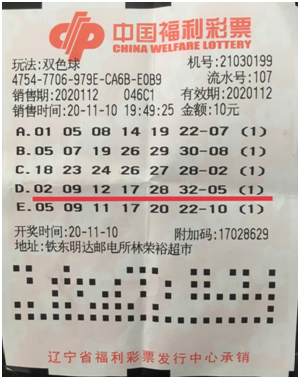 中国福利彩票
CHINA WELFARE LOTTERY
玩法:双色球 机号:21030199
4754-7706-979E-CA6B-E0B9 流水号:107
销售期:2020112 046C1 有效期:2020112
销售时间:20-11-10 19:49:25 金额:10元
A.01 05 08 14 19 22-07 (1)
B.05 07 19 26 29 30-08 (1)
C.18 23 24 26 27 28-02 (1)
D.02 09 12 17 28 32-05 (1)
E.05 09 11 17 20 22-10 (1)
开奖时间:20-11-10 附加码:17028629
地址:铁东明达邮电所林荣裕超市
辽宁省福利彩票发行中心承销